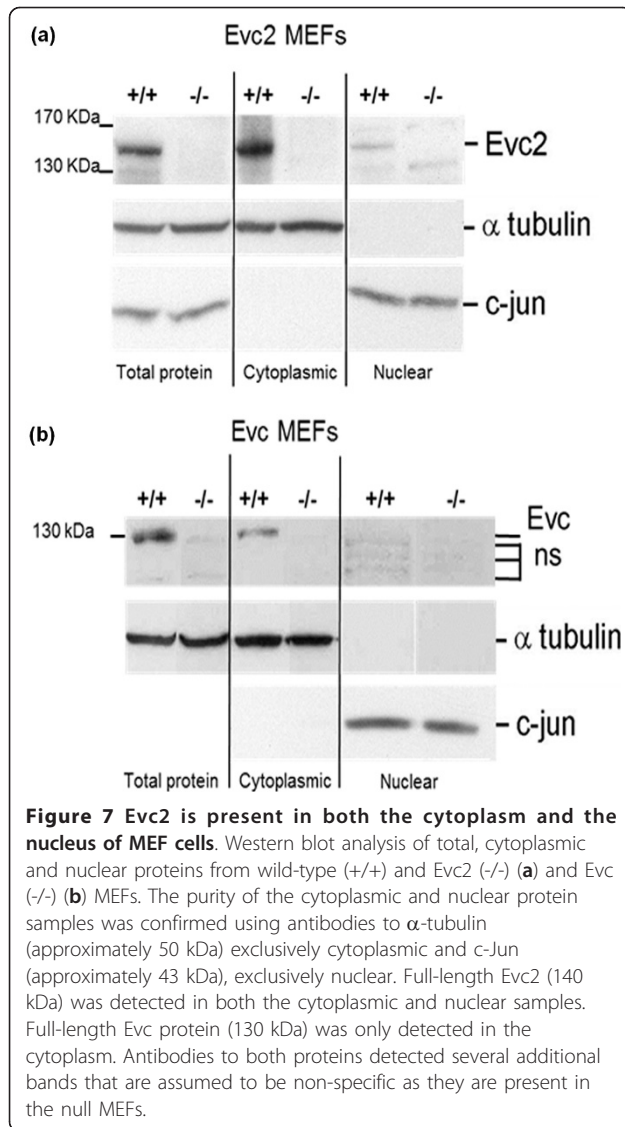 (a)
Evc2 MEFs
+/+ -/- +/+ -/- +/+ -/-
170 KDa
130 KDa
Evc2
α tubulin
c-jun
Total protein Cytoplasmic Nuclear
(b)
Evc MEFs
+/+ -/- +/+ -/- +/+ -/-
130 kDa
Evc
ns
α tubulin
c-jun
Total protein Cytoplasmic Nuclear
Figure 7 Evc2 is present in both the cytoplasm and the
nucleus of MEF cells. Western blot analysis of total, cytoplasmic
and nuclear proteins from wild-type (+/+) and Evc2 (-/-) (a) and Evc
(-/-) (b) MEFs. The purity of the cytoplasmic and nuclear protein
samples was confirmed using antibodies to α-tubulin
(approximately 50 kDa) exclusively cytoplasmic and c-Jun
(approximately 43 kDa), exclusively nuclear. Full-length Evc2 (140
kDa) was detected in both the cytoplasmic and nuclear samples.
Full-length Evc protein (130 kDa) was only detected in the
cytoplasm. Antibodies to both proteins detected several additional
bands that are assumed to be non-specific as they are present in
the null MEFs.